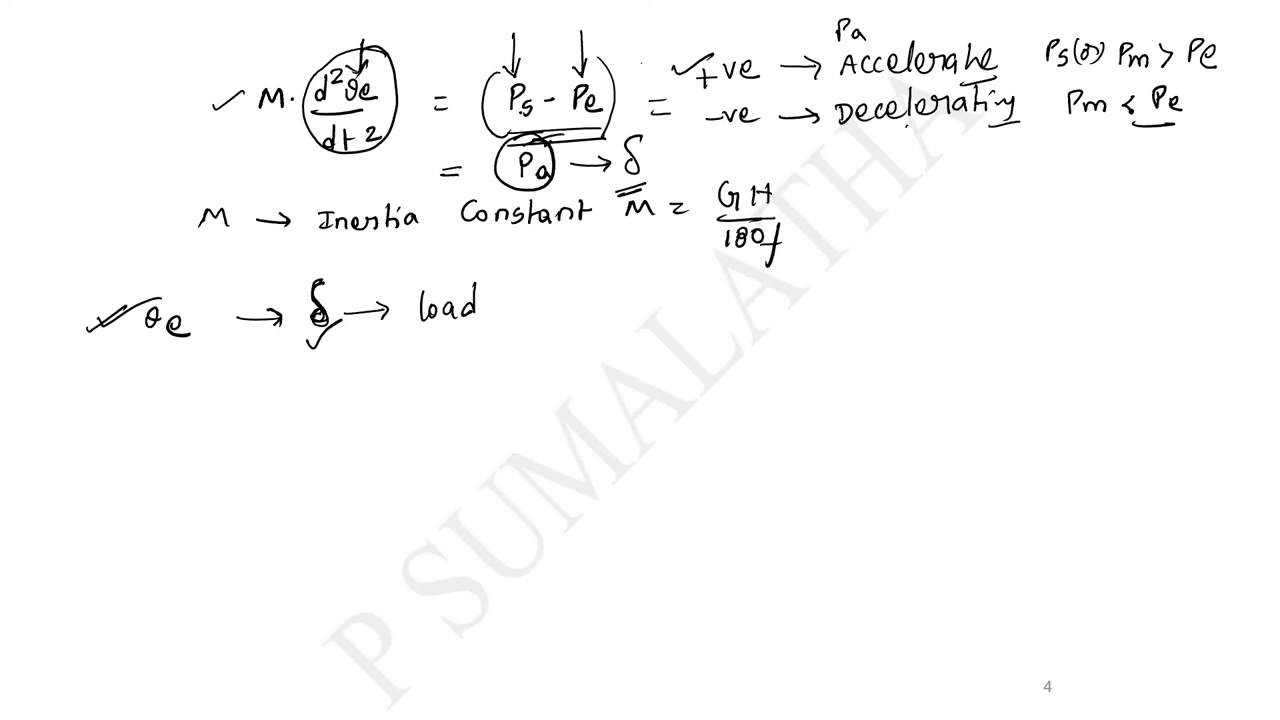 Pa
M. d²θe/dt2 = (Ps - Pe) = +ve → Accelerate Ps(or) Pm > Pe
-ve → Decelerating Pm < Pe
= Pa → δ
M → Inertia Constant M = GH/180f
θe → δ → load
P SUMALATHA
4